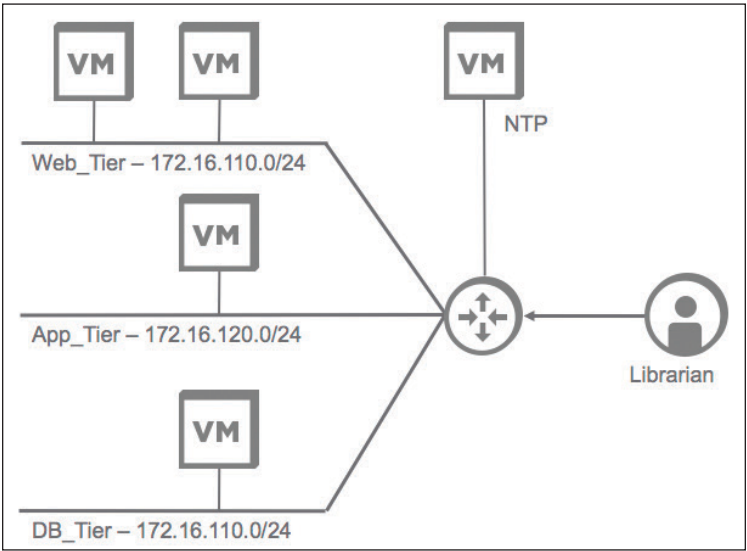 VM VM VM
NTP
Web_Tier – 172.16.110.0/24
VM
App_Tier – 172.16.120.0/24
Librarian
VM
DB_Tier – 172.16.110.0/24